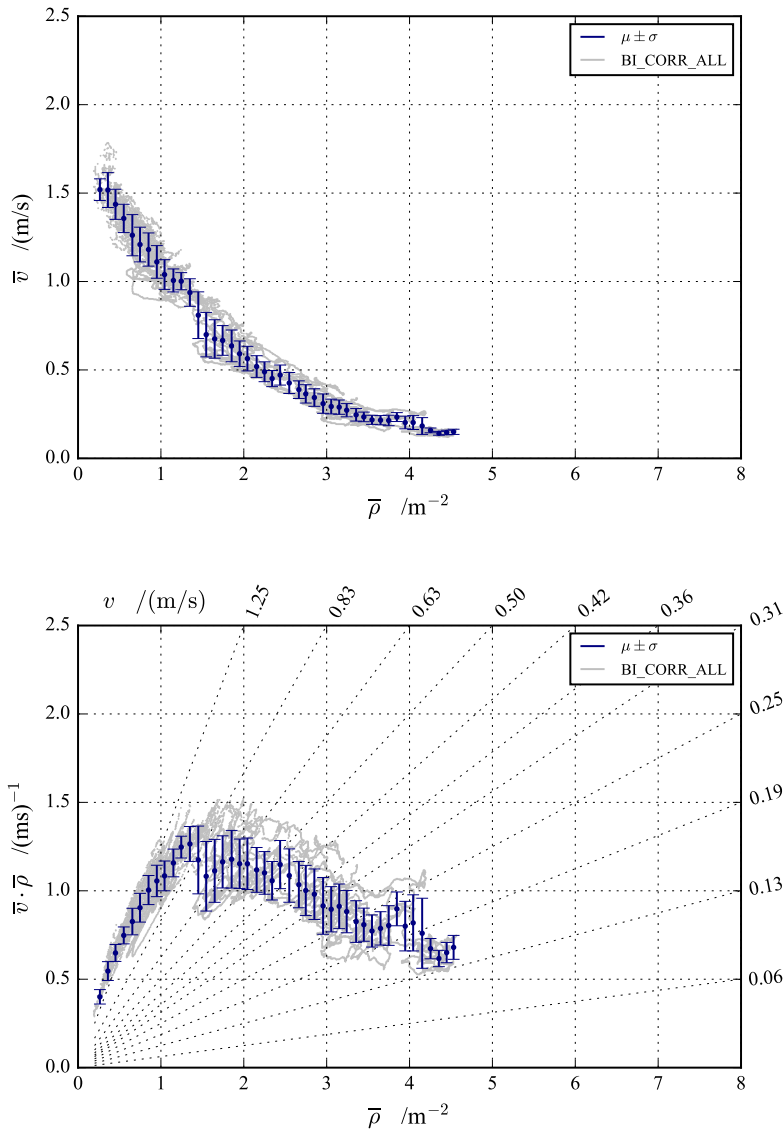 2.5
2.0
1.5
1.0
0.5
0.0
v̅ /(m/s)
μ ± σ
BI_CORR_ALL
0 1 2 3 4 5 6 7 8
ρ̅ /m⁻²
v /(m/s) 1.25 0.83 0.63 0.50 0.42 0.36 0.31
0.25
0.19
0.13
0.06
2.5
2.0
1.5
1.0
0.5
0.0
v̅ · ρ̅ /(ms)⁻¹
μ ± σ
BI_CORR_ALL
0 1 2 3 4 5 6 7 8
ρ̅ /m⁻²